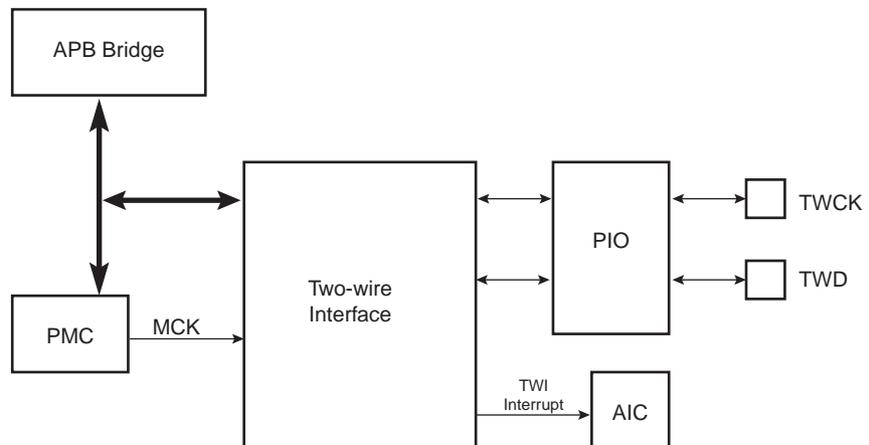 APB Bridge
TWCK
PIO
TWD
Two-wire
Interface
PMC
MCK
TWI
Interrupt
AIC